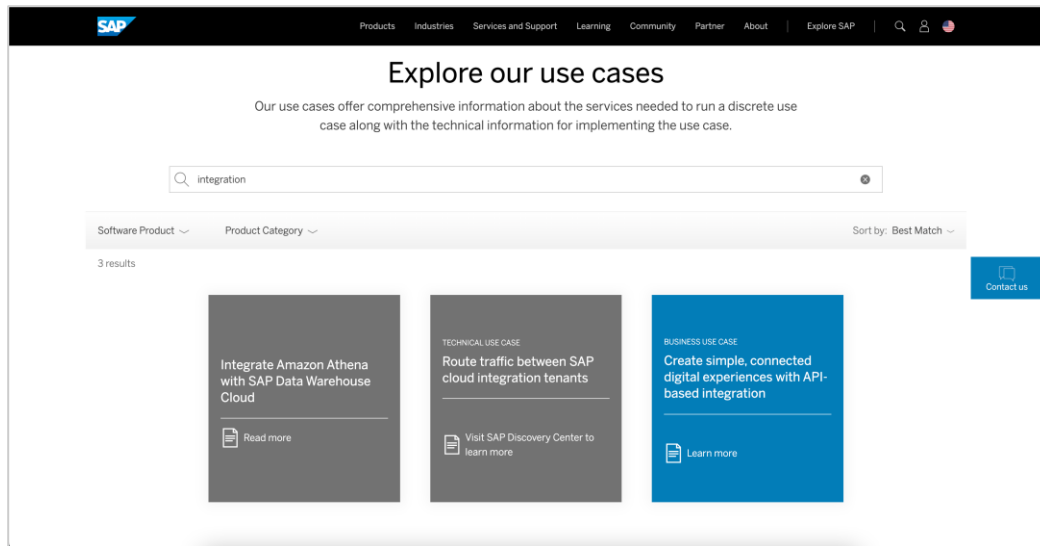 SAP
Products Industries Services and Support Learning Community Partner About Explore SAP
Explore our use cases
Our use cases offer comprehensive information about the services needed to run a discrete use
case along with the technical information for implementing the use case.
integration
Software Product Product Category Sort by: Best Match
3 results
Contact us
Integrate Amazon Athena
with SAP Data Warehouse
Cloud
Read more
TECHNICAL USE CASE
Route traffic between SAP
cloud integration tenants
Visit SAP Discovery Center to
learn more
BUSINESS USE CASE
Create simple, connected
digital experiences with API-
based integration
Learn more